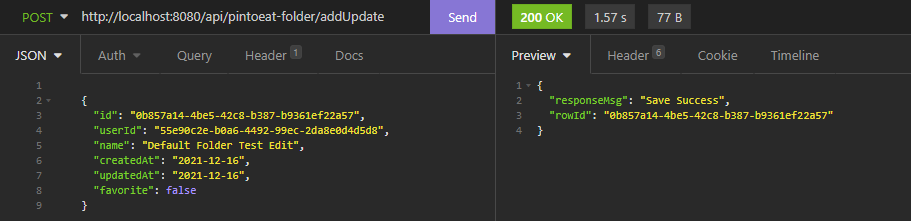 POST http://localhost:8080/api/pintoeat-folder/addUpdate Send 200 OK 1.57 s 77 B
JSON Auth Query Header 1 Docs Preview Header 6 Cookie Timeline
1
2 {
3 "id": "0b857a14-4be5-42c8-b387-b9361ef22a57",
4 "userId": "55e90c2e-b0a6-4492-99ec-2da8e0d4d5d8",
5 "name": "Default Folder Test Edit",
6 "createdAt": "2021-12-16",
7 "updatedAt": "2021-12-16",
8 "favorite": false
9 }
1 {
2 "responseMsg": "Save Success",
3 "rowId": "0b857a14-4be5-42c8-b387-b9361ef22a57"
4 }